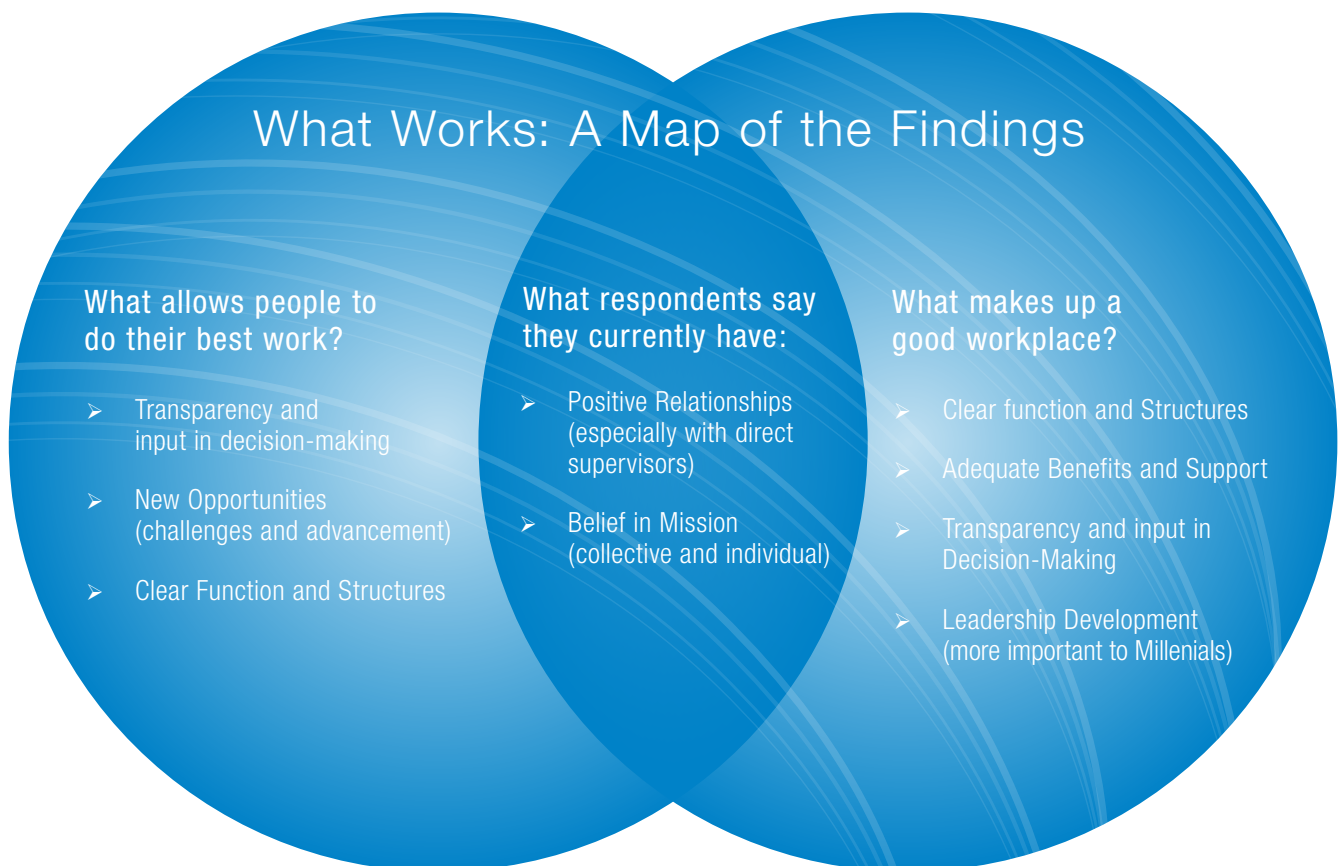 What Works: A Map of the Findings
What allows people to
do their best work?
➢ Transparency and
input in decision-making
➢ New Opportunities
(challenges and advancement)
➢ Clear Function and Structures
What respondents say
they currently have:
➢ Positive Relationships
(especially with direct
supervisors)
➢ Belief in Mission
(collective and individual)
What makes up a
good workplace?
➢ Clear function and Structures
➢ Adequate Benefits and Support
➢ Transparency and input in
Decision-Making
➢ Leadership Development
(more important to Millenials)